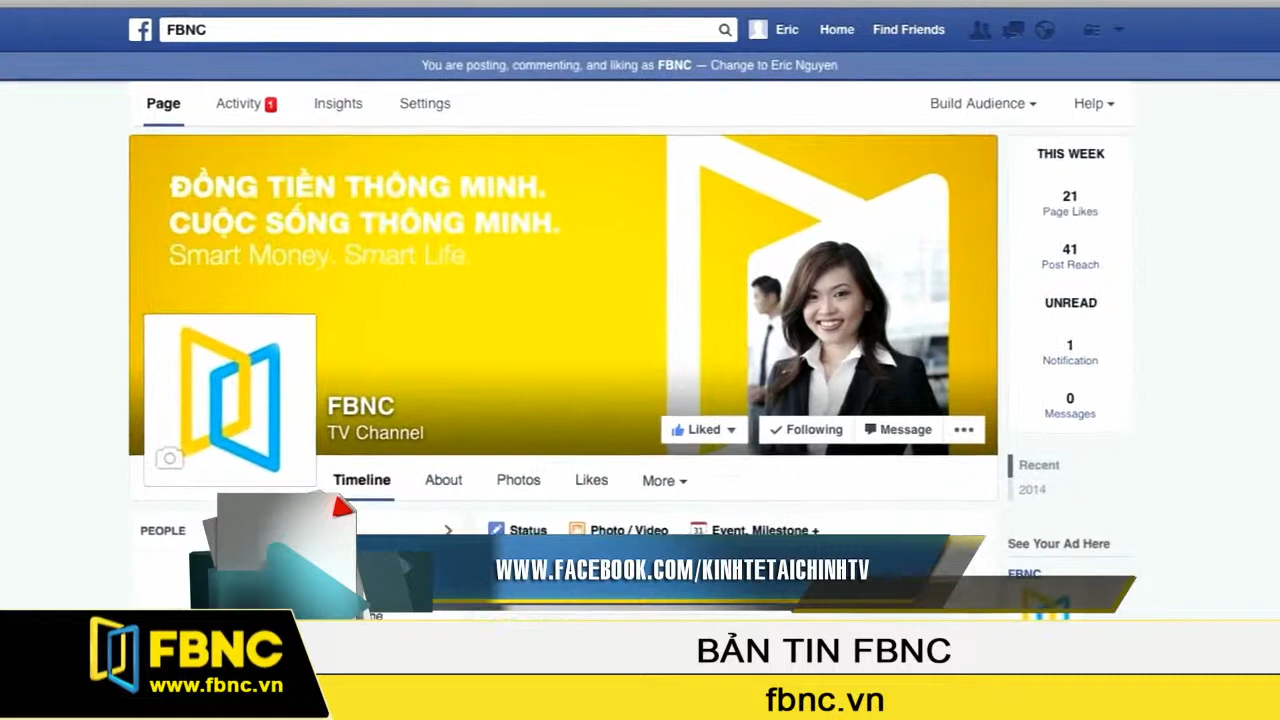 FBNC
Eric Home Find Friends
You are posting, commenting, and liking as FBNC — Change to Eric Nguyen
Page Activity 1 Insights Settings Build Audience Help
ĐỒNG TIỀN THÔNG MINH.
CUỘC SỐNG THÔNG MINH.
Smart Money. Smart Life.
FBNC
TV Channel
Liked Following Message
THIS WEEK
21
Page Likes
41
Post Reach
UNREAD
1
Notification
0
Messages
Recent
2014
See Your Ad Here
FBNC
Timeline About Photos Likes More
PEOPLE
Status Photo / Video 31 Event, Milestone +
WWW.FACEBOOK.COM/KINHTETAICHINHTV
FBNC
www.fbnc.vn
BẢN TIN FBNC
fbnc.vn